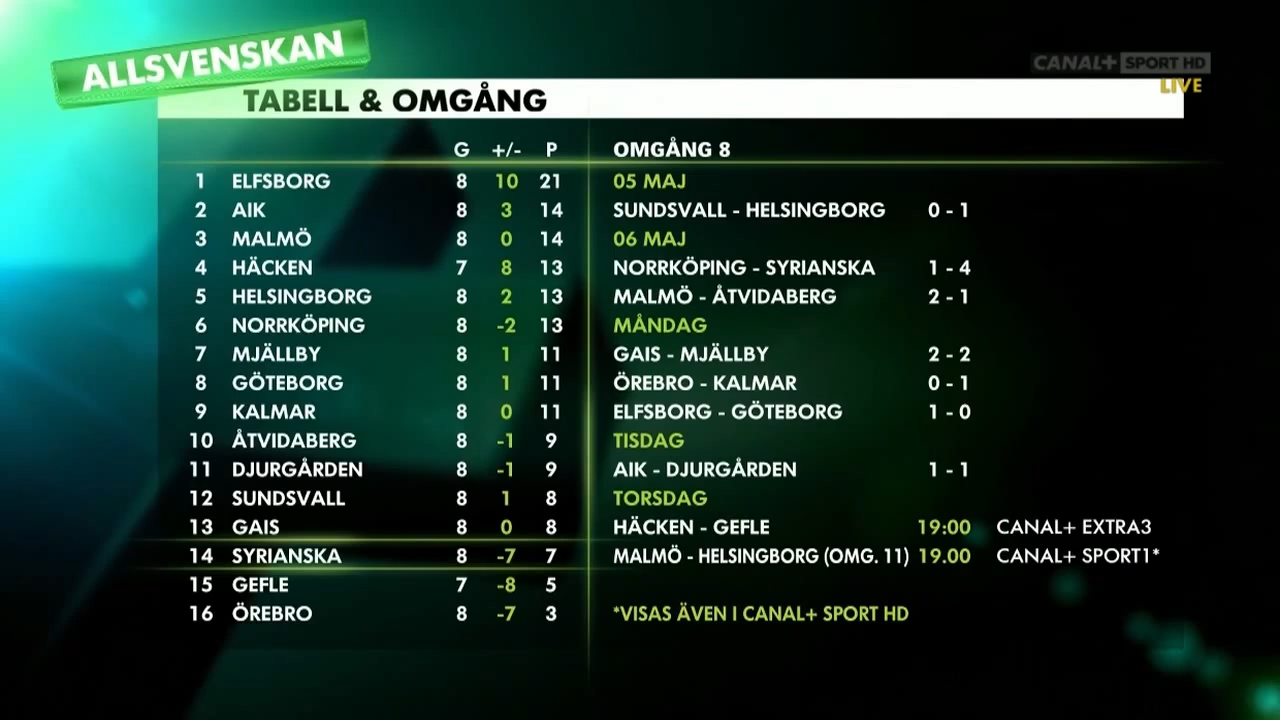 ALLSVENSKAN
CANAL+ SPORT HD
LIVE
TABELL & OMGÅNG
G +/- P
1 ELFSBORG 8 10 21
2 AIK 8 3 14
3 MALMÖ 8 0 14
4 HÄCKEN 7 8 13
5 HELSINGBORG 8 2 13
6 NORRKÖPING 8 -2 13
7 MJÄLLBY 8 1 11
8 GÖTEBORG 8 1 11
9 KALMAR 8 0 11
10 ÅTVIDABERG 8 -1 9
11 DJURGÅRDEN 8 -1 9
12 SUNDSVALL 8 1 8
13 GAIS 8 0 8
14 SYRIANSKA 8 -7 7
15 GEFLE 7 -8 5
16 ÖREBRO 8 -7 3
OMGÅNG 8
05 MAJ
SUNDSVALL - HELSINGBORG 0 - 1
06 MAJ
NORRKÖPING - SYRIANSKA 1 - 4
MALMÖ - ÅTVIDABERG 2 - 1
MÅNDAG
GAIS - MJÄLLBY 2 - 2
ÖREBRO - KALMAR 0 - 1
ELFSBORG - GÖTEBORG 1 - 0
TISDAG
AIK - DJURGÅRDEN 1 - 1
TORSDAG
HÄCKEN - GEFLE 19:00 CANAL+ EXTRA3
MALMÖ - HELSINGBORG (OMG. 11) 19.00 CANAL+ SPORT1*
*VISAS ÄVEN I CANAL+ SPORT HD